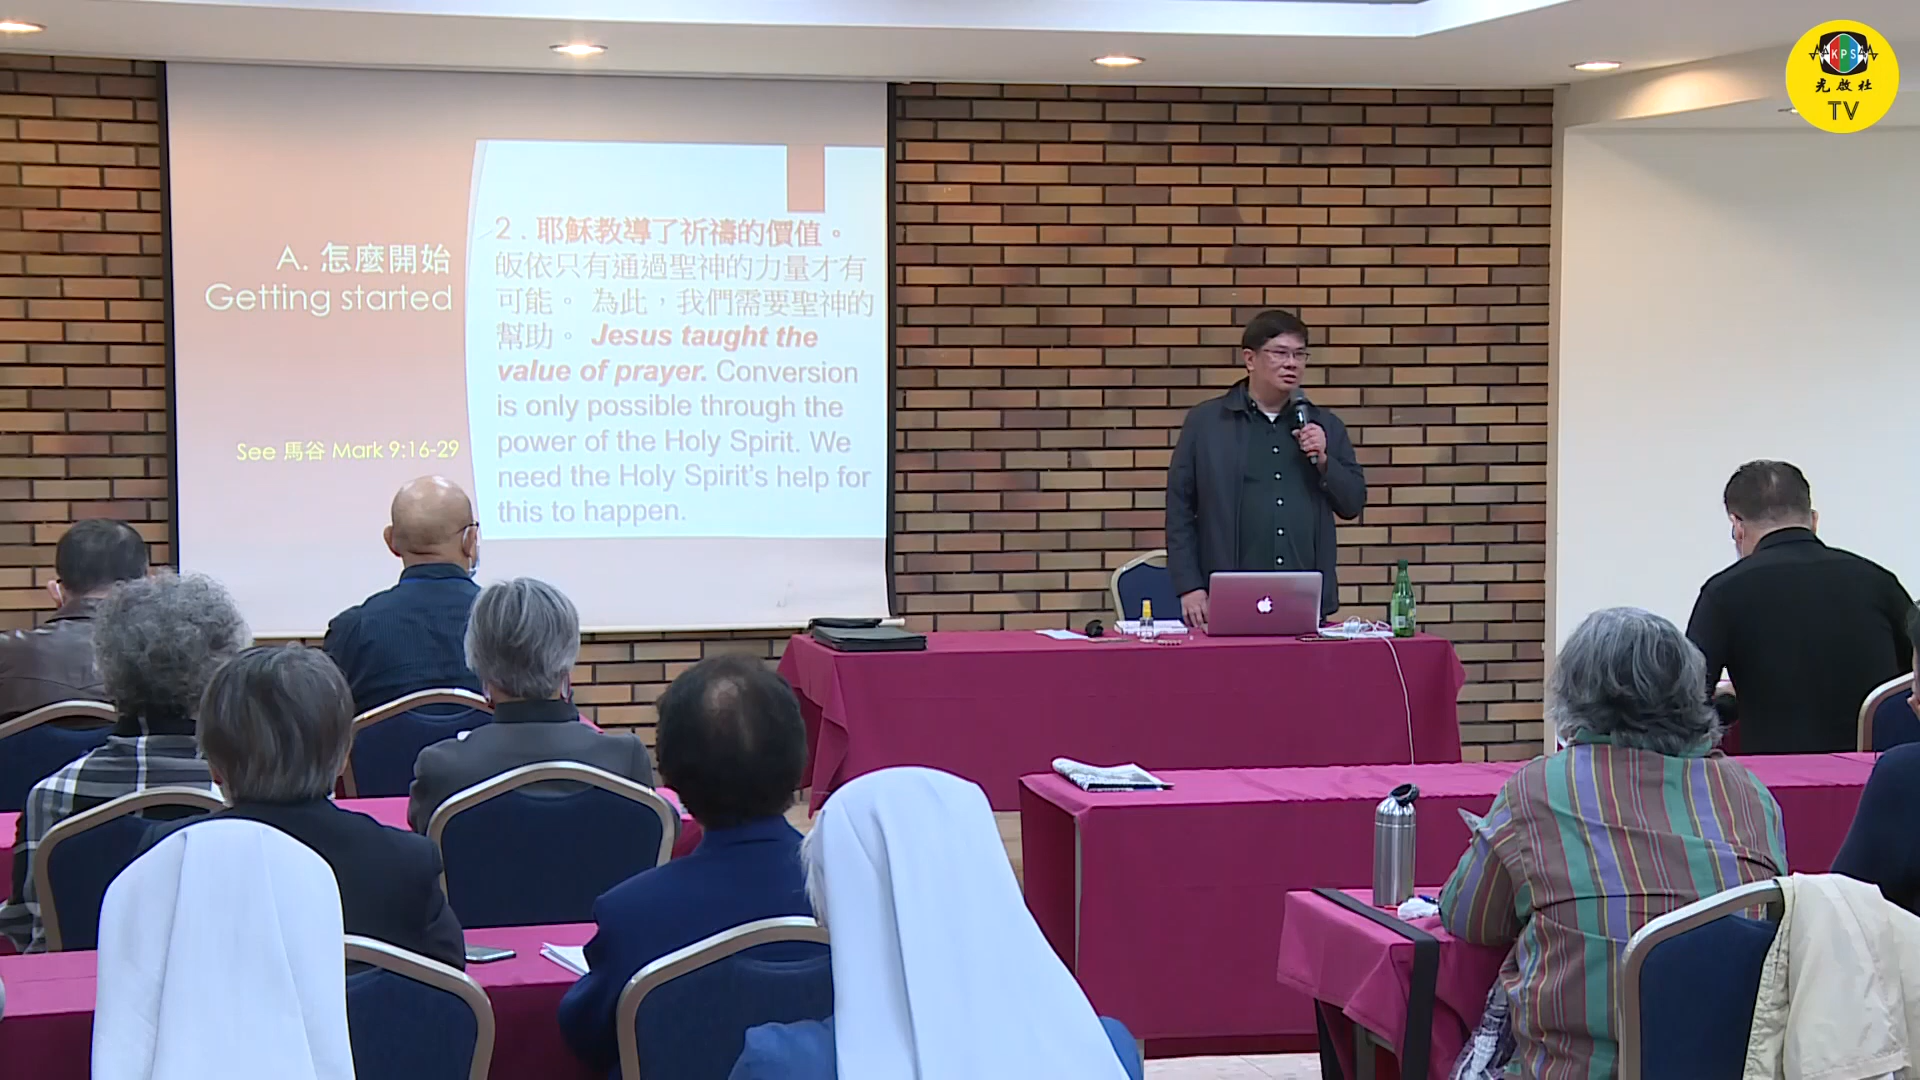 A. 怎麼開始
Getting started
See 馬谷 Mark 9:16-29
2 . 耶穌教導了祈禱的價值。
皈依只有通過聖神的力量才有
可能。 為此，我們需要聖神的
幫助。 Jesus taught the
value of prayer. Conversion
is only possible through the
power of the Holy Spirit. We
need the Holy Spirit's help for
this to happen.
KPS
光啟社
TV